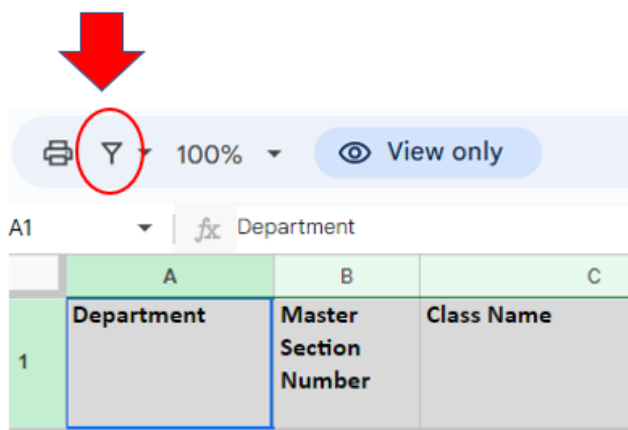 100% View only
A1 fx Department
A B C
Department Master Class Name
Section
1
Number